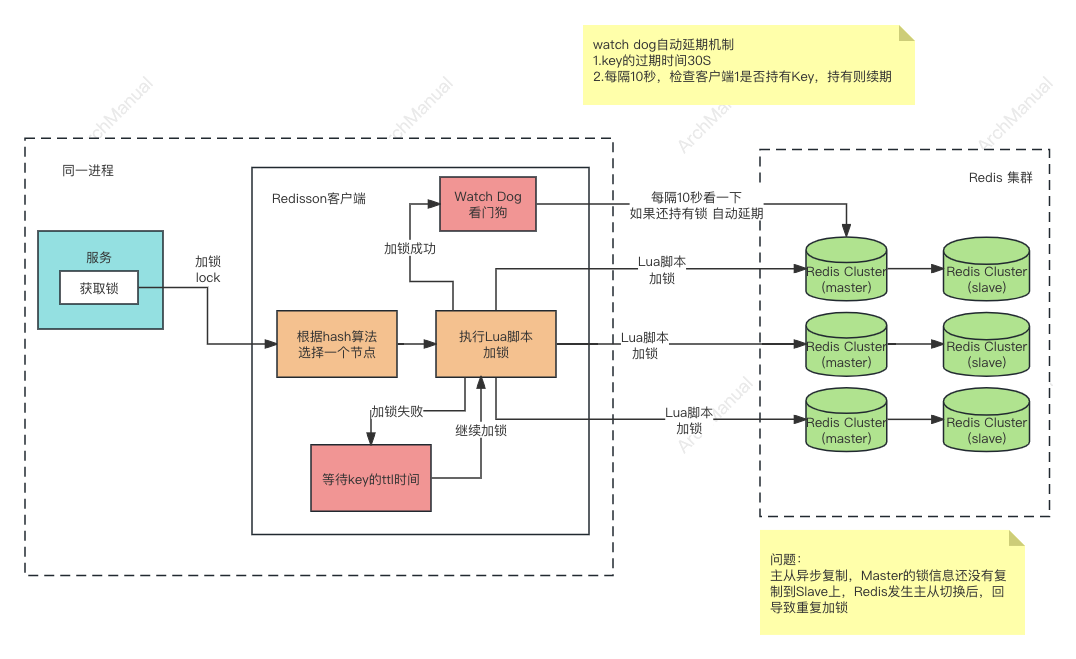 watch dog自动延期机制
1.key的过期时间30S
2.每隔10秒，检查客户端1是否持有Key，持有则续期
ArchManual
ArchManual
ArchManual
ArchManual
同一进程
Redisson客户端
Redis 集群
服务
获取锁
加锁
lock
Watch Dog
看门狗
每隔10秒看一下
如果还持有锁 自动延期
加锁成功
根据hash算法
选择一个节点
执行Lua脚本
加锁
Lua脚本
加锁
Lua脚本
加锁
Lua脚本
加锁
加锁失败
继续加锁
等待key的ttl时间
Redis Cluster
(master)
Redis Cluster
(slave)
Redis Cluster
(master)
Redis Cluster
(slave)
Redis Cluster
(master)
Redis Cluster
(slave)
ArchManual
问题：
主从异步复制，Master的锁信息还没有复
制到Slave上，Redis发生主从切换后，回
导致重复加锁